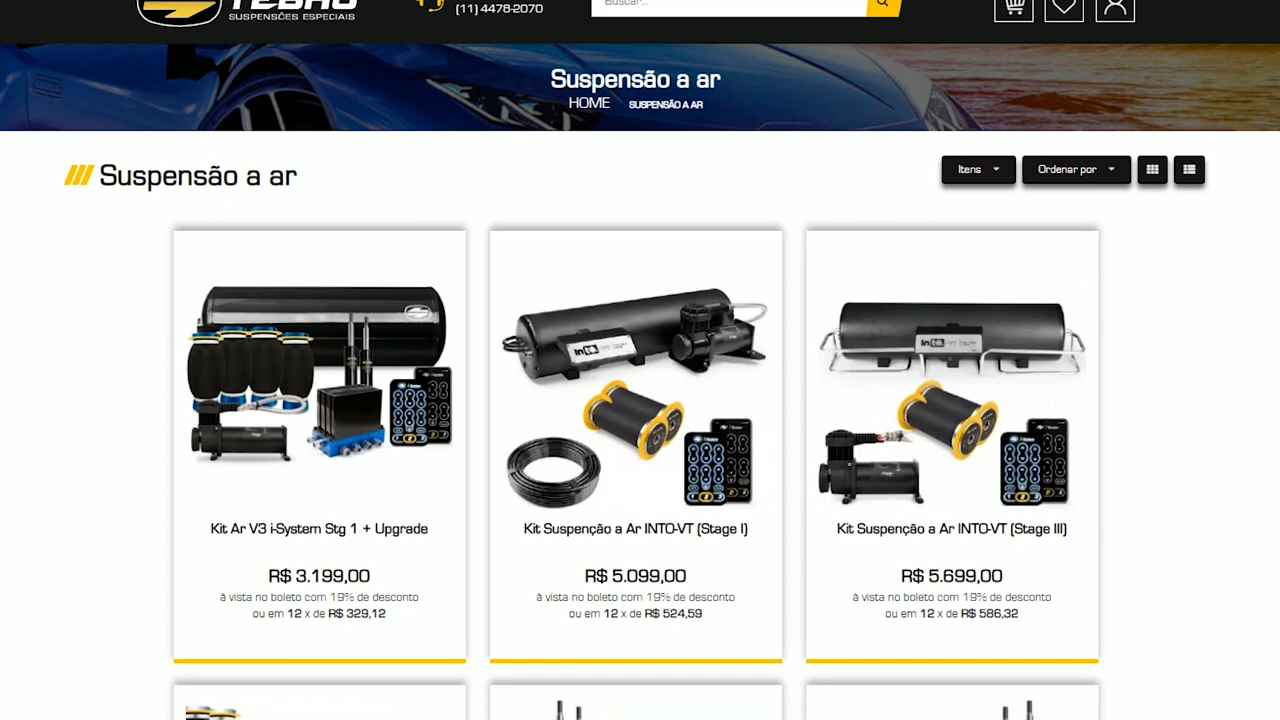 TEBÃO
SUSPENSÕES ESPECIAIS
(11) 4478-2070
Buscar...
Suspensão a ar
HOME SUSPENSÃO A AR
Suspensão a ar
Itens
Ordenar por
Kit Ar V3 i-System Stg 1 + Upgrade
R$ 3.199,00
à vista no boleto com 19% de desconto
ou em 12 x de R$ 329,12
Kit Suspenção a Ar INTO-VT (Stage I)
R$ 5.099,00
à vista no boleto com 19% de desconto
ou em 12 x de R$ 524,59
Kit Suspenção a Ar INTO-VT (Stage III)
R$ 5.699,00
à vista no boleto com 19% de desconto
ou em 12 x de R$ 586,32